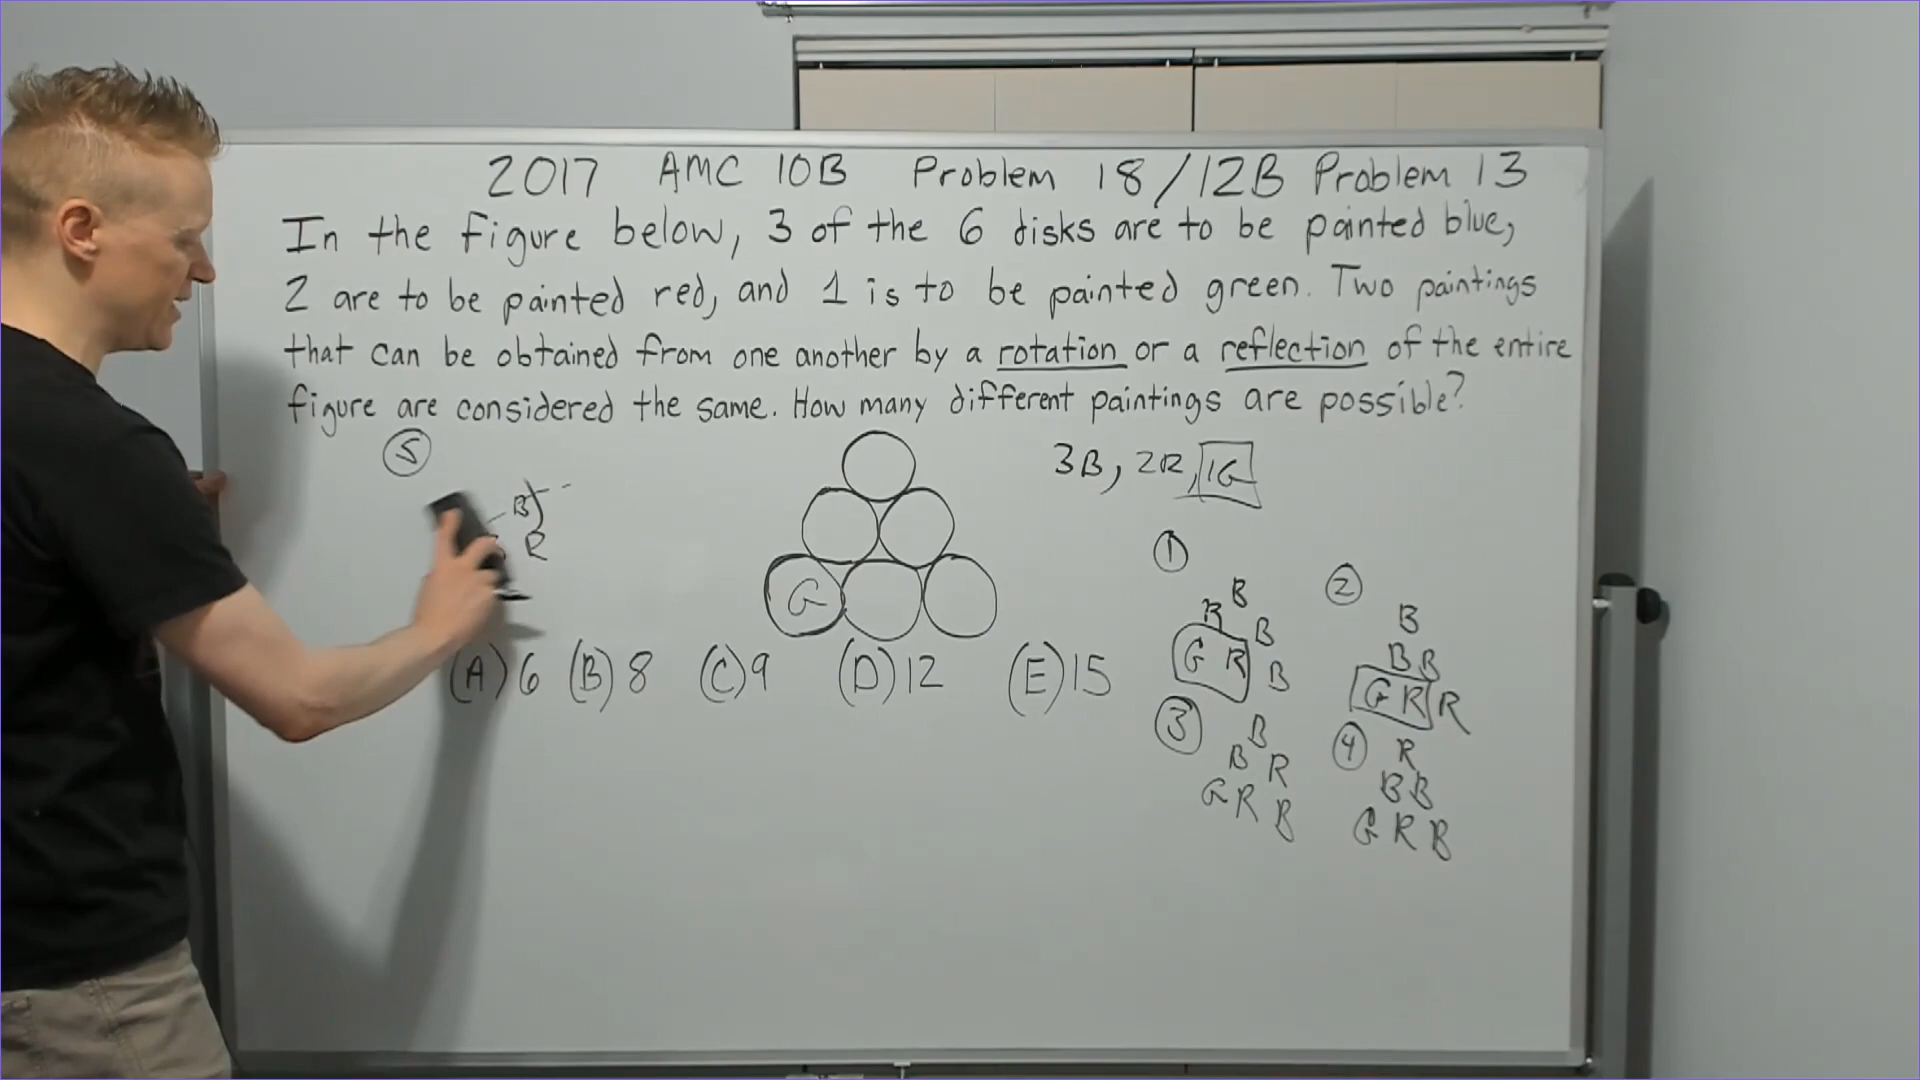 2017 AMC 10B Problem 18/12B Problem 13
In the figure below, 3 of the 6 disks are to be painted blue,
2 are to be painted red, and 1 is to be painted green. Two paintings
that can be obtained from one another by a rotation or a reflection of the entire
figure are considered the same. How many different paintings are possible?
5
B
R
G
3B, 2R, 1G
(A) 6 (B) 8 (C) 9 (D) 12 (E) 15
1
B
R B
G R B
2
B
B B
G R R
3
B
B R
G R B
4
R
B B
G R B